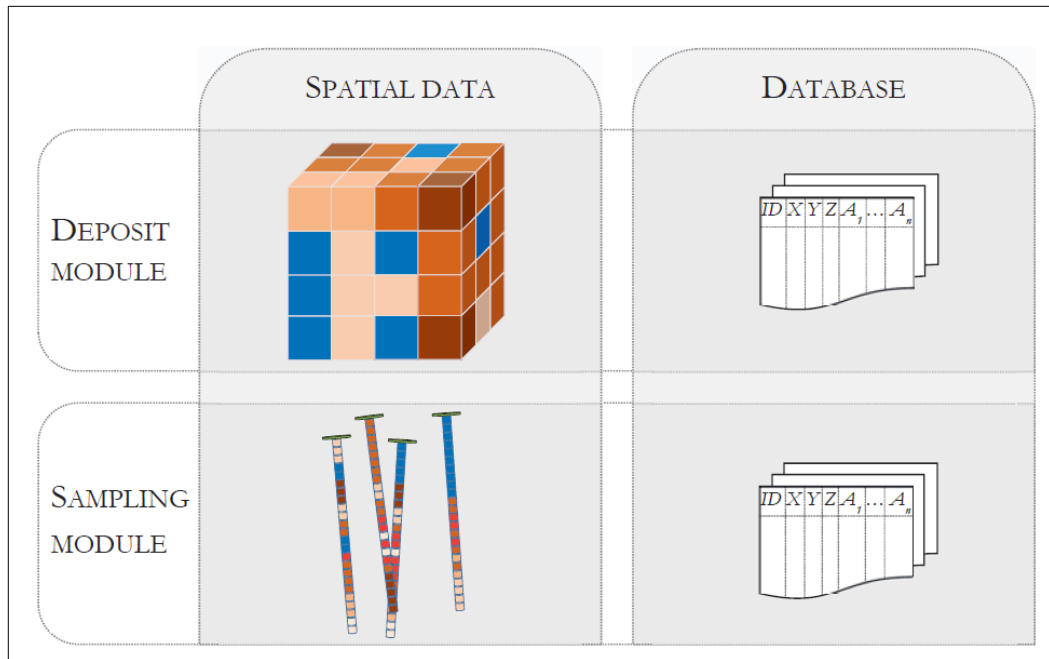 SPATIAL DATA
DATABASE
DEPOSIT
MODULE
ID X Y Z A₁ ... Aₙ
SAMPLING
MODULE
ID X Y Z A₁ ... Aₙ